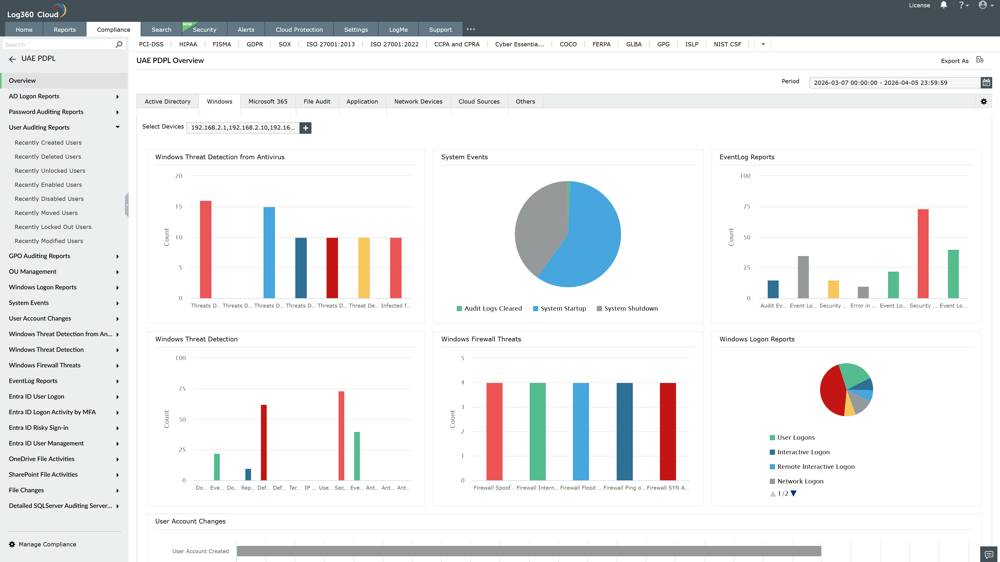 Log360 Cloud
License
?
Home
Reports
Compliance
Search
NEW
Security
Alerts
Cloud Protection
Settings
LogMe
Support
Search
UAE PDPL
Overview
AD Logon Reports
Password Auditing Reports
User Auditing Reports
Recently Created Users
Recently Deleted Users
Recently Unlocked Users
Recently Enabled Users
Recently Disabled Users
Recently Moved Users
Recently Locked Out Users
Recently Modified Users
GPO Auditing Reports
OU Management
Windows Logon Reports
System Events
User Account Changes
Windows Threat Detection from An...
Windows Threat Detection
Windows Firewall Threats
EventLog Reports
Entra ID User Logon
Entra ID Logon Activity by MFA
Entra ID Risky Sign-in
Entra ID User Management
OneDrive File Activities
SharePoint File Activities
File Changes
Detailed SQLServer Auditing Server...
Manage Compliance
PCI-DSS
HIPAA
FISMA
GDPR
SOX
ISO 27001:2013
ISO 27001:2022
CCPA and CPRA
Cyber Essentia...
COCO
FERPA
GLBA
GPG
ISLP
NIST CSF
UAE PDPL Overview
Export As
Period
2026-03-07 00:00:00 - 2026-04-05 23:59:59
Active Directory
Windows
Microsoft 365
File Audit
Application
Network Devices
Cloud Sources
Others
Select Devices
192.168.2.1,192.168.2.10,192.16...
Windows Threat Detection from Antivirus
20
15
10
5
0
Count
Threats D...
Threats D...
Threats D...
Threats D...
Threats D...
Threat De...
Infected f...
System Events
Audit Logs Cleared
System Startup
System Shutdown
EventLog Reports
100
75
50
25
0
Count
Audit Ev...
Event Lo...
Security ...
Error in ...
Event Lo...
Security ...
Event Lo...
Windows Threat Detection
100
75
50
25
0
Count
Do...
Eve...
Do...
Rep...
Def...
Def...
Ter...
IP ...
Use...
Sec...
Eve...
Ant...
Ant...
Ant...
Windows Firewall Threats
5
4
3
2
1
0
Count
Firewall Spoof...
Firewall Intern...
Firewall Flood ...
Firewall Ping o...
Firewall SYN A...
Windows Logon Reports
User Logons
Interactive Logon
Remote Interactive Logon
Network Logon
1/2
User Account Changes
User Account Created